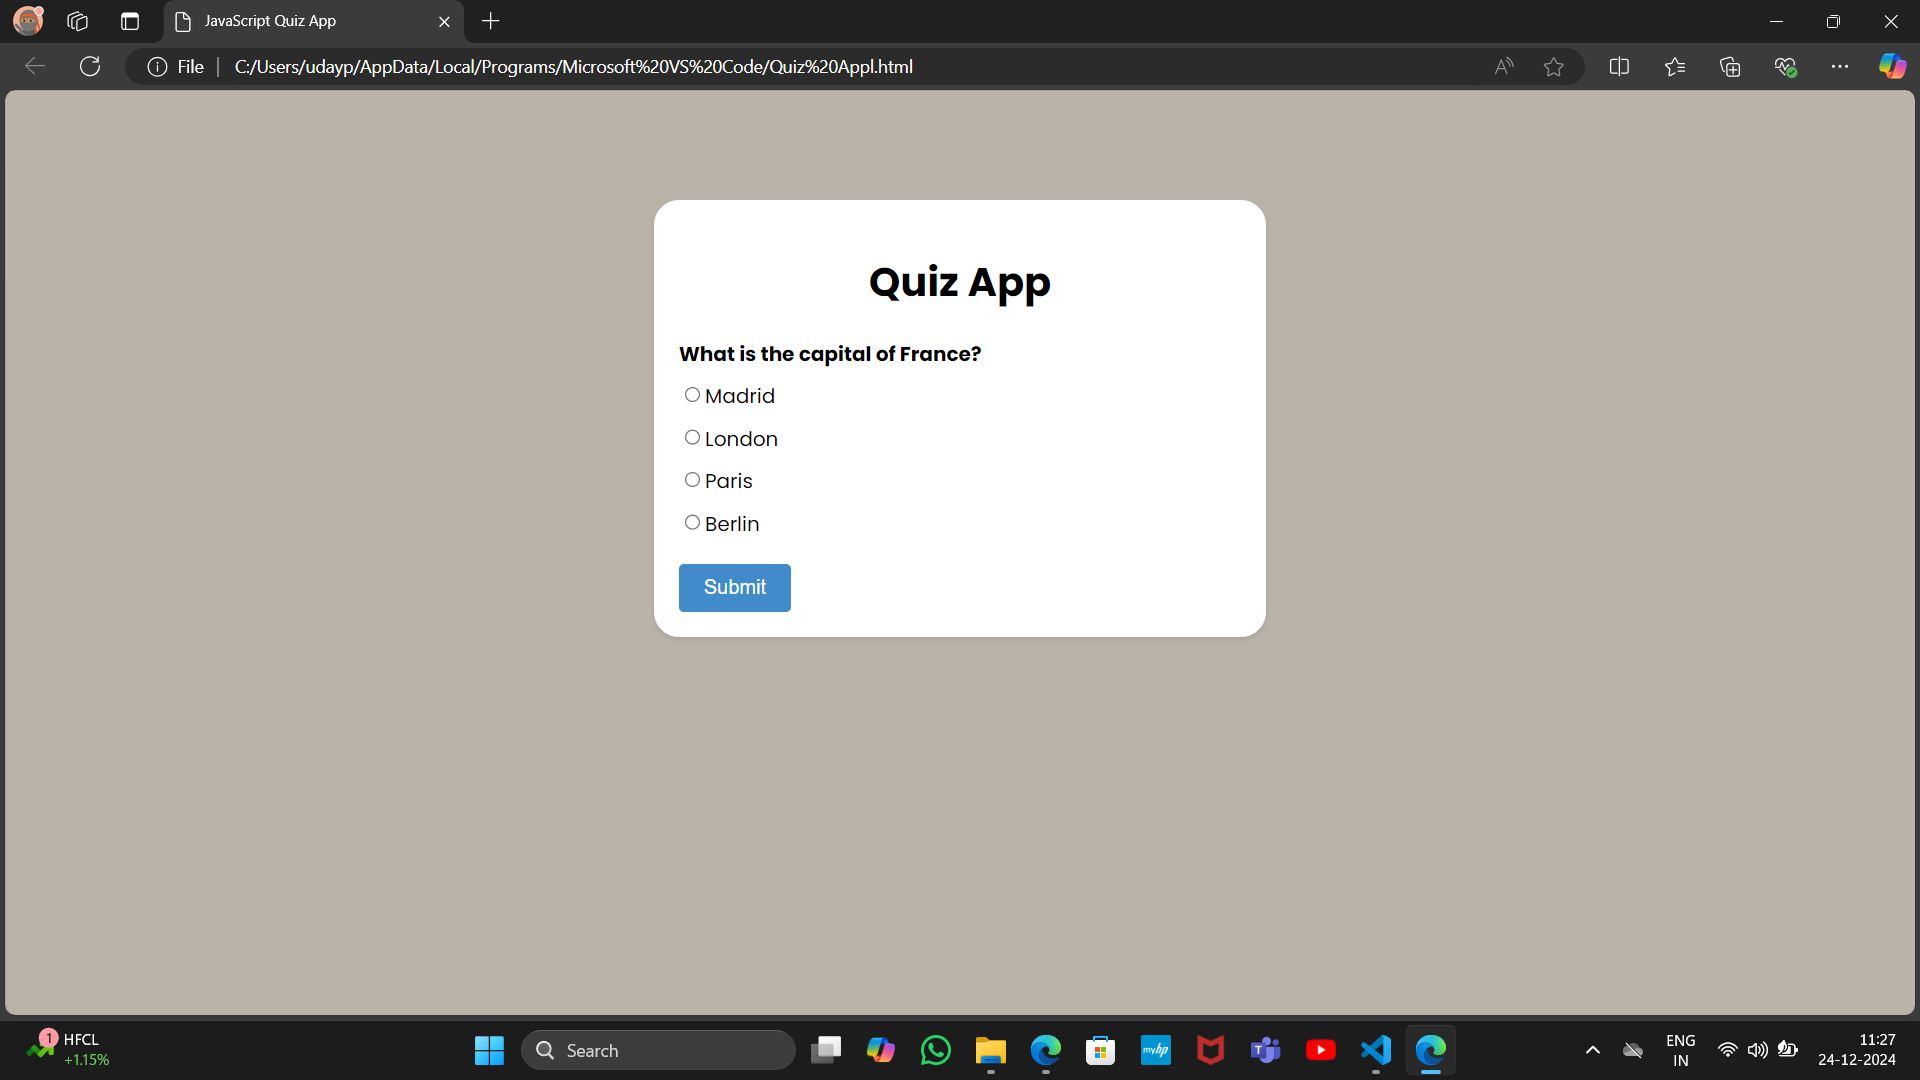 JavaScript Quiz App
File
C:/Users/udayp/AppData/Local/Programs/Microsoft%20VS%20Code/Quiz%20Appl.html
Quiz App
What is the capital of France?
Madrid
London
Paris
Berlin
Submit
1
HFCL
+1.15%
Search
myhp
T
ENG
IN
11:27
24-12-2024